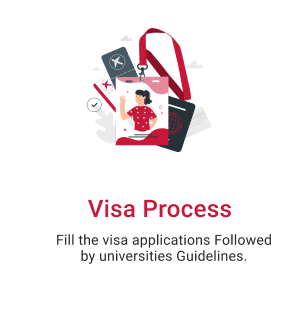 Visa Process
Fill the visa applications Followed
by universities Guidelines.